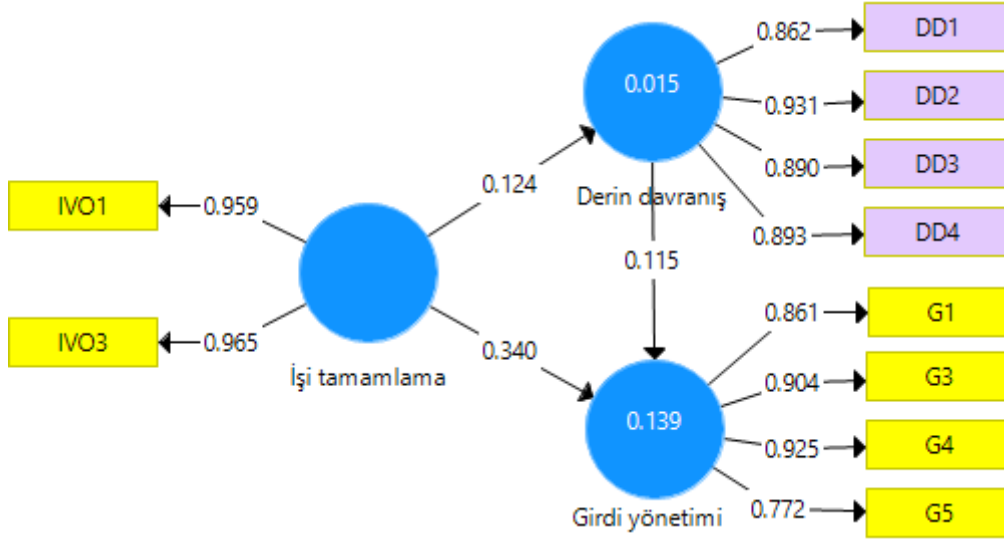 0.862
DD1
0.015
0.931
DD2
0.890
DD3
0.124
Derin davranış
IVO1
0.959
0.893
DD4
0.115
0.861
G1
IVO3
0.965
0.340
İşi tamamlama
0.904
G3
0.139
0.925
G4
0.772
G5
Girdi yönetimi